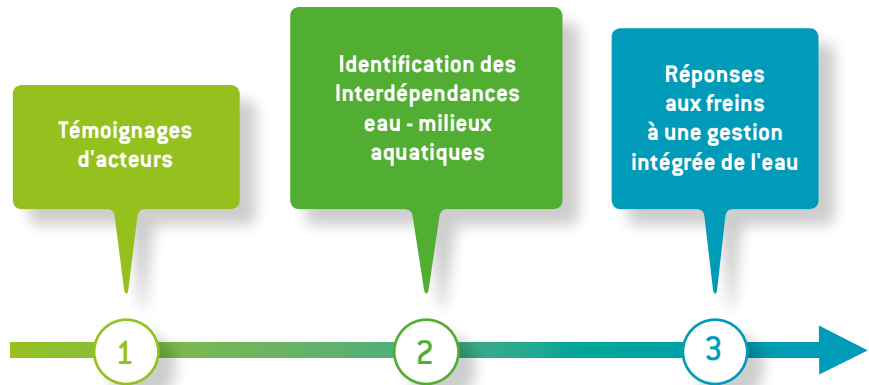 Témoignages
d'acteurs
Identification des
Interdépendances
eau - milieux
aquatiques
Réponses
aux freins
à une gestion
intégrée de l'eau
1
2
3